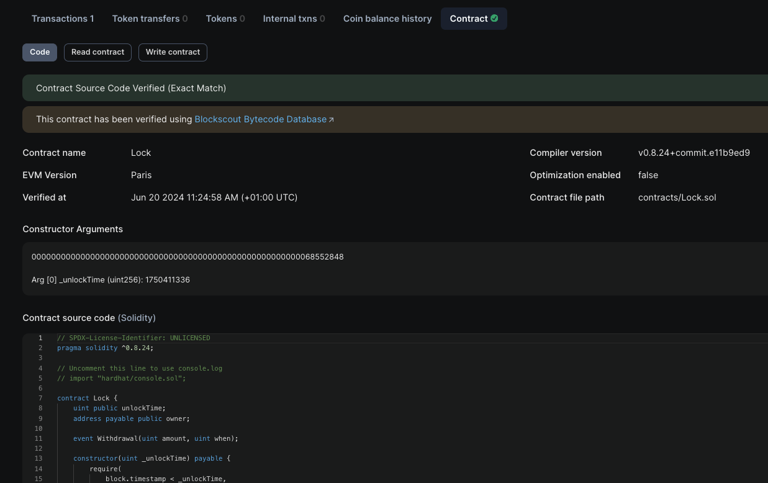 Transactions 1 Token transfers 0 Tokens 0 Internal txns 0 Coin balance history Contract
Code Read contract Write contract
Contract Source Code Verified (Exact Match)
This contract has been verified using Blockscout Bytecode Database ↗
Contract name Lock Compiler version v0.8.24+commit.e11b9ed9
EVM Version Paris Optimization enabled false
Verified at Jun 20 2024 11:24:58 AM (+01:00 UTC) Contract file path contracts/Lock.sol
Constructor Arguments
0000000000000000000000000000000000000000000000000000000068552848
Arg [0] _unlockTime (uint256): 1750411336
Contract source code (Solidity)
1 // SPDX-License-Identifier: UNLICENSED
2 pragma solidity ^0.8.24;
3
4 // Uncomment this line to use console.log
5 // import "hardhat/console.sol";
6
7 contract Lock {
8 uint public unlockTime;
9 address payable public owner;
10
11 event Withdrawal(uint amount, uint when);
12
13 constructor(uint _unlockTime) payable {
14 require(
15 block.timestamp < _unlockTime,